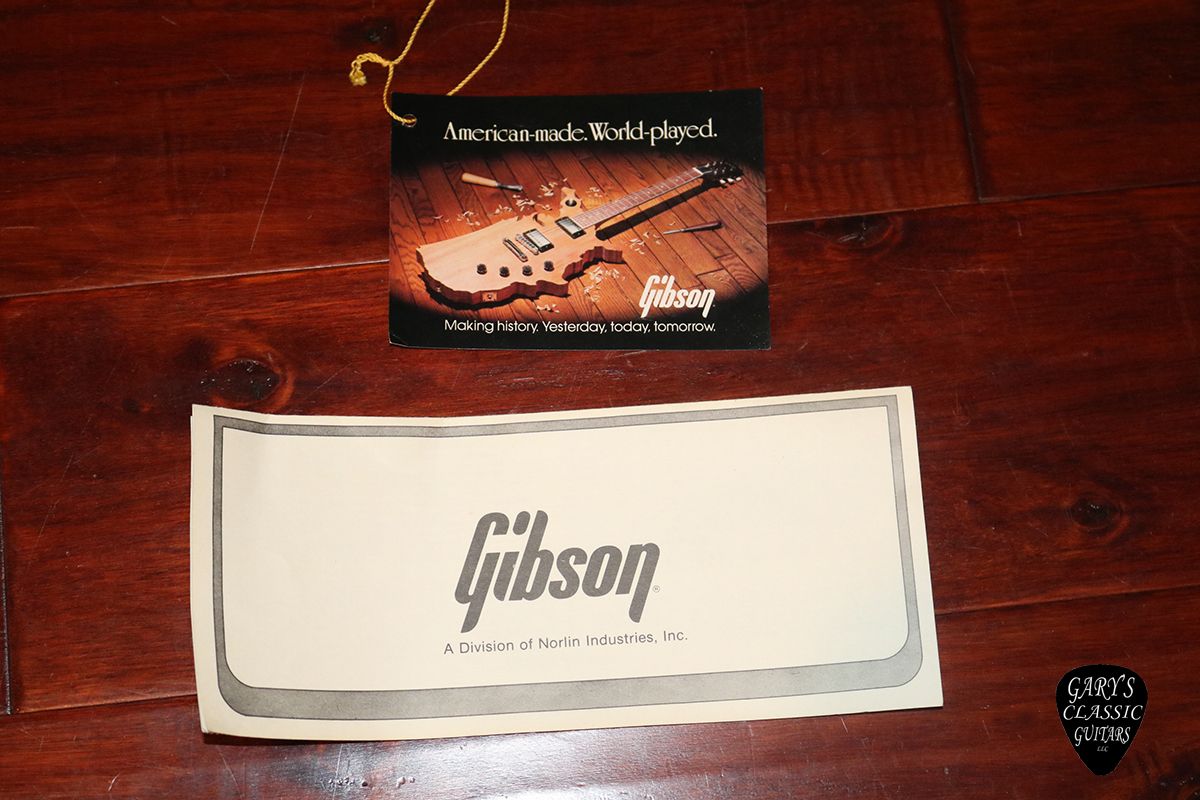 American-made. World-played.
Gibson
Making history. Yesterday, today, tomorrow.
Gibson®
A Division of Norlin Industries, Inc.
GARY'S
CLASSIC
GUITARS
LLC